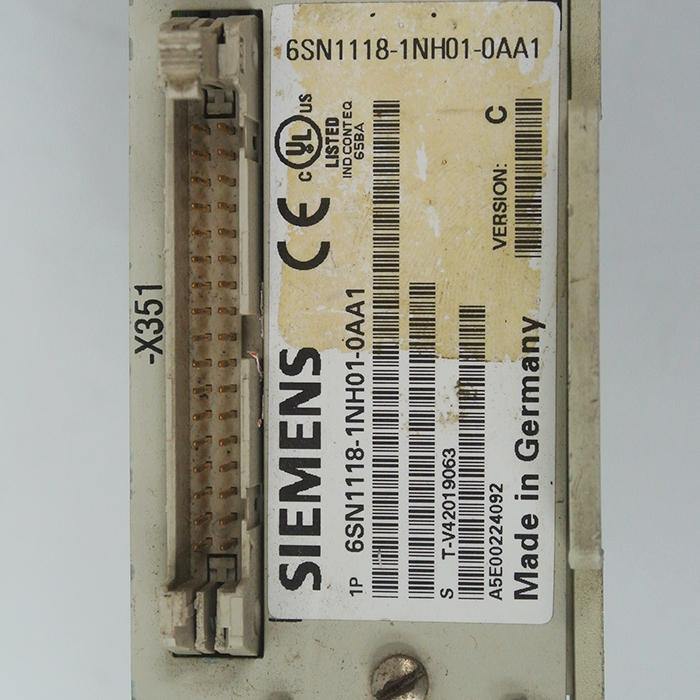 -X351
6SN1118-1NH01-0AA1
SIEMENS
C UL US
LISTED
IND CONT EQ
65BA
CE
1P 6SN1118-1NH01-0AA1
S T-V42019063
VERSION: C
A5E00224092
Made in Germany